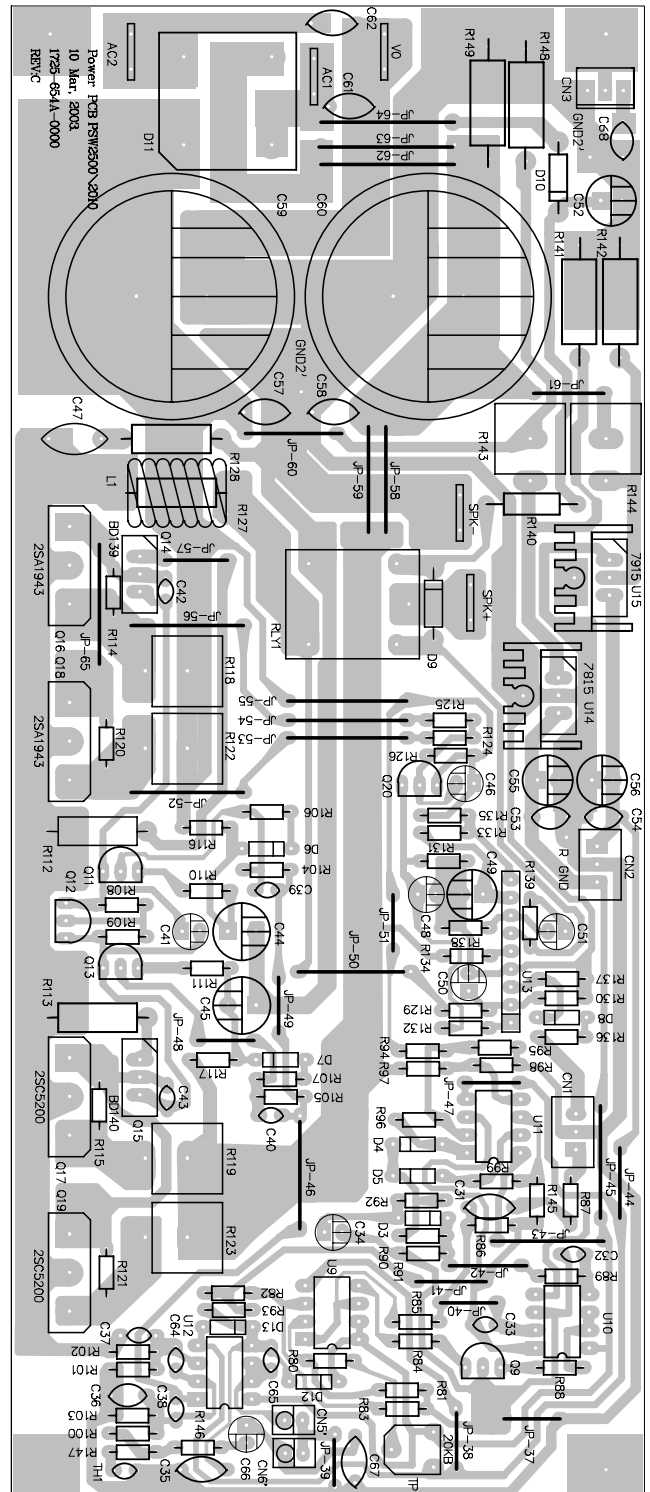 C62
AC2
V0
R149
R148
CN3
AC1
C61
JP-64
JP-63
JP-62
GND2'
C68
D11
D10
C52
Power PCB PSW2500\2010
10 Mar, 2003
1725-654A-0000
REV:C
C59
C60
R141
R142
GND2'
JP-61
C57
C58
C47
JP-60
JP-59
JP-58
R143
R144
R128
L1
R127
SPK-
R140
2SA1943
BD139
Q14
JP-57
7915 U15
C42
SPK+
JP-56
RLY1
D9
R114
JP-65
Q16 Q18
R118
7815 U14
JP-55
JP-54
JP-53
2SA1943
R120
R122
R125
R124
R126
Q20
C46
C55
C56
JP-52
R106
R135
R133
C53
C54
R112
R116
D6
R104
R131
R GND
CN2
Q11
R110
C39
C49
R139
Q12
R108
JP-51
C48
R109
C41
C44
R138
C51
Q13
R111
JP-50
R134
C50
U13
R137
R113
C45
JP-49
R129
R130
D8
R132
R136
JP-48
R117
D7
R107
R105
R94
R97
R95
R98
2SC5200
Q15
C43
JP-47
CN1
BD140
R115
C40
R96
U11
D4
JP-46
JP-45
JP-44
Q17 Q19
R119
D5
R99
R92
C31
R145
R87
2SC5200
R123
C34
D3
R90
R86
JP-43
C32
R121
R91
JP-42
R89
U9
JP-41
R82
R93
D13
U12
JP-40
C33
U10
C37
C64
R85
R84
R102
R101
R80
C65
D12
Q9
R88
C36
C38
R81
R83
R103
R100
R147
R146
CN5'
CN6'
JP-39
JP-38
JP-37
20KB
C66
C67
TP
TH1
C35